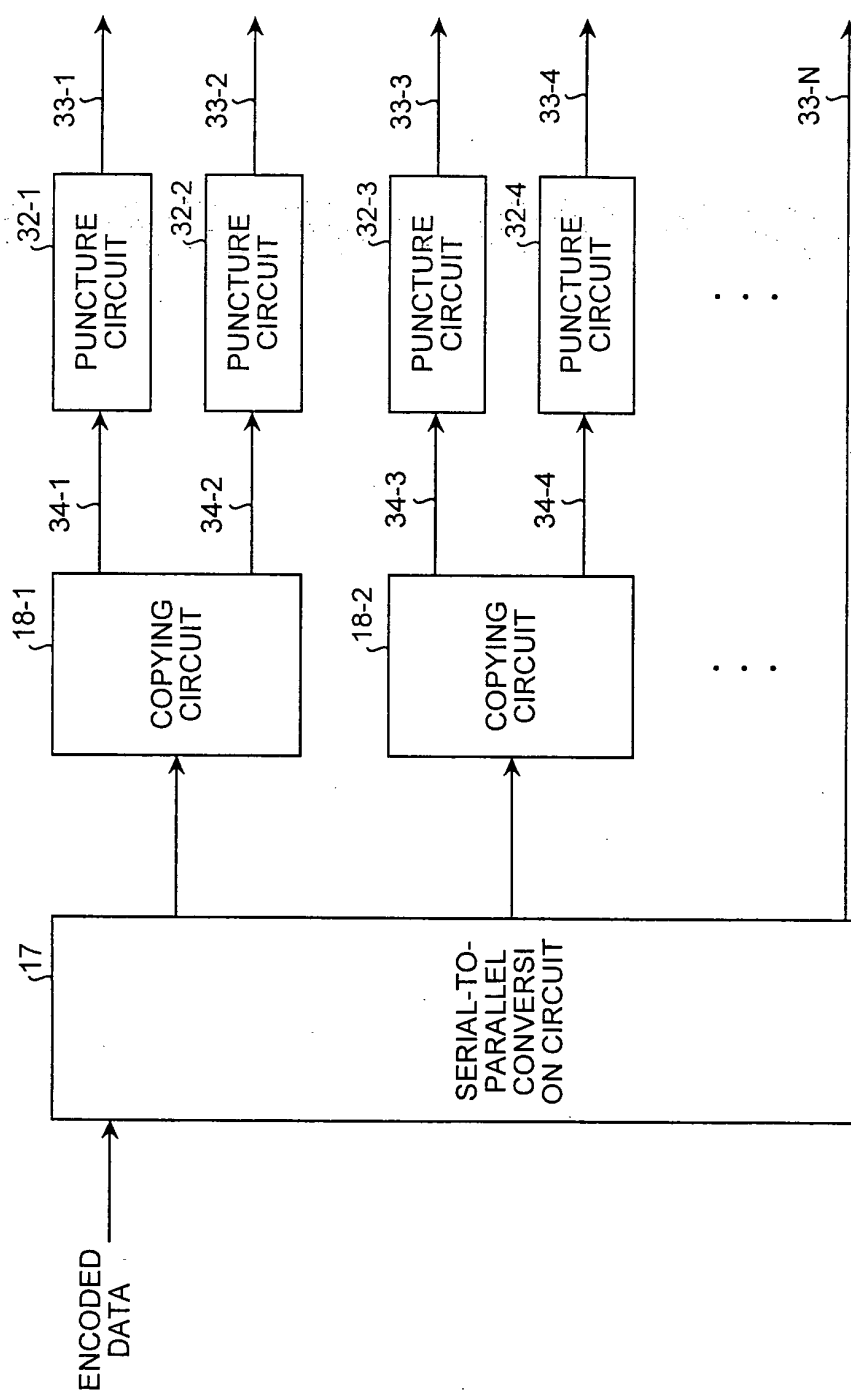 ENCODED
DATA
17
SERIAL-TO-
PARALLEL
CONVERSI
ON CIRCUIT
18-1
COPYING
CIRCUIT
18-2
COPYING
CIRCUIT
. . .
34-1
34-2
34-3
34-4
32-1
PUNCTURE
CIRCUIT
32-2
PUNCTURE
CIRCUIT
32-3
PUNCTURE
CIRCUIT
32-4
PUNCTURE
CIRCUIT
. . .
33-1
33-2
33-3
33-4
33-N